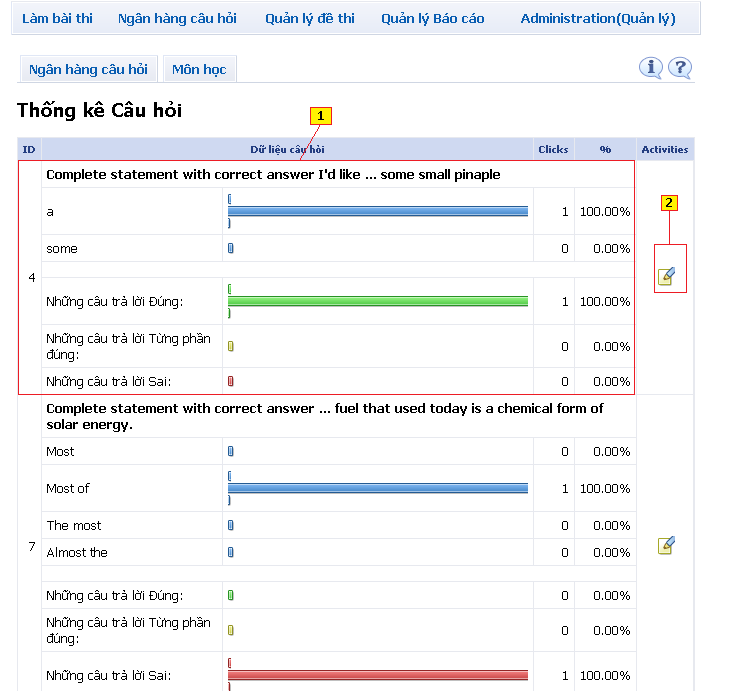 Làm bài thi Ngân hàng câu hỏi Quản lý đề thi Quản lý Báo cáo Administration(Quản lý)
Ngân hàng câu hỏi Môn học
Thống kê Câu hỏi
1
ID Dữ liệu câu hỏi Clicks % Activities
Complete statement with correct answer I'd like ... some small pinaple
a 1 100.00%
2
some 0 0.00%
4
Những câu trả lời Đúng: 1 100.00%
Những câu trả lời Từng phần
đúng: 0 0.00%
Những câu trả lời Sai: 0 0.00%
Complete statement with correct answer ... fuel that used today is a chemical form of
solar energy.
Most 0 0.00%
Most of 1 100.00%
The most 0 0.00%
7
Almost the 0 0.00%
Những câu trả lời Đúng: 0 0.00%
Những câu trả lời Từng phần
đúng: 0 0.00%
Những câu trả lời Sai: 1 100.00%